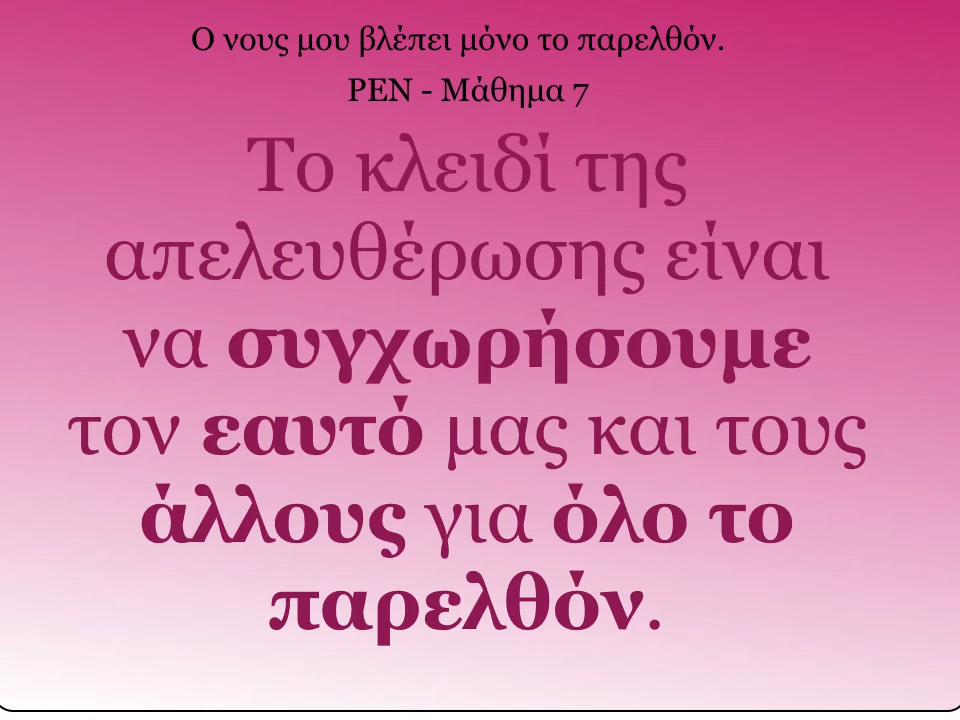 Ο νους μου βλέπει μόνο το παρελθόν.
ΡΕΝ - Μάθημα 7
Το κλειδί της
απελευθέρωσης είναι
να συγχωρήσουμε
τον εαυτό μας και τους
άλλους για όλο το
παρελθόν.